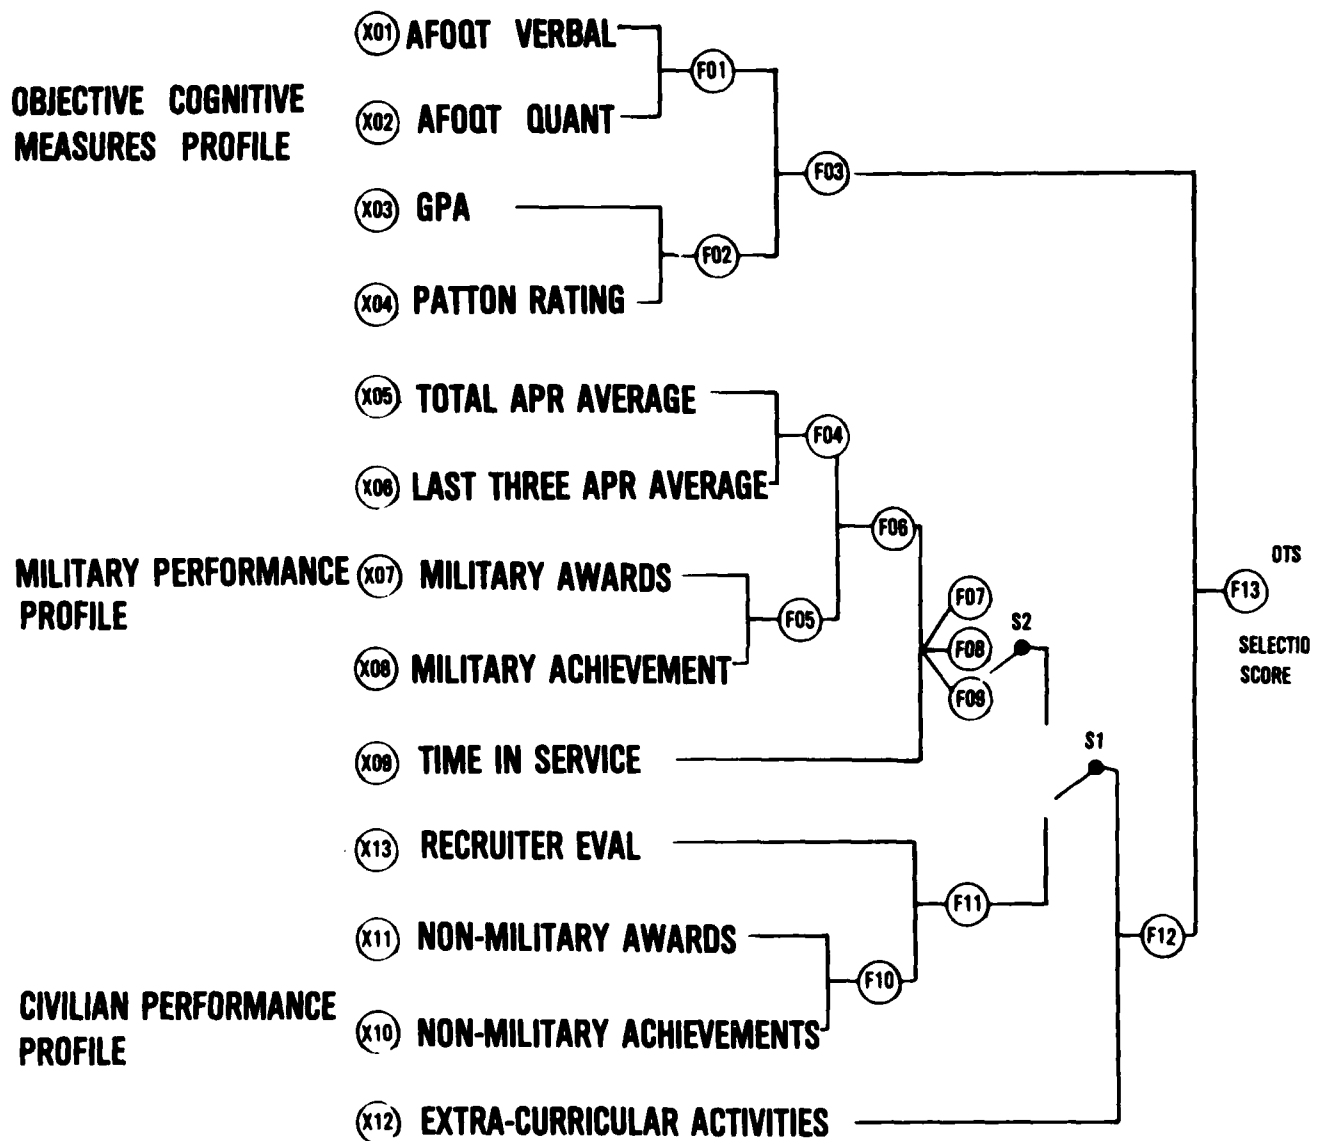 X01 AFOQT VERBAL
F01
OBJECTIVE COGNITIVE
MEASURES PROFILE
X02 AFOQT QUANT
F03
X03 GPA
F02
X04 PATTON RATING
X05 TOTAL APR AVERAGE
F04
X06 LAST THREE APR AVERAGE
F06
MILITARY PERFORMANCE
PROFILE
X07 MILITARY AWARDS
F05
X08 MILITARY ACHIEVEMENT
F07
F08
F09
S2
OTS
F13
SELECTIO
SCORE
X09 TIME IN SERVICE
S1
X13 RECRUITER EVAL
F11
X11 NON-MILITARY AWARDS
F12
F10
CIVILIAN PERFORMANCE
PROFILE
X10 NON-MILITARY ACHIEVEMENTS
X12 EXTRA-CURRICULAR ACTIVITIES